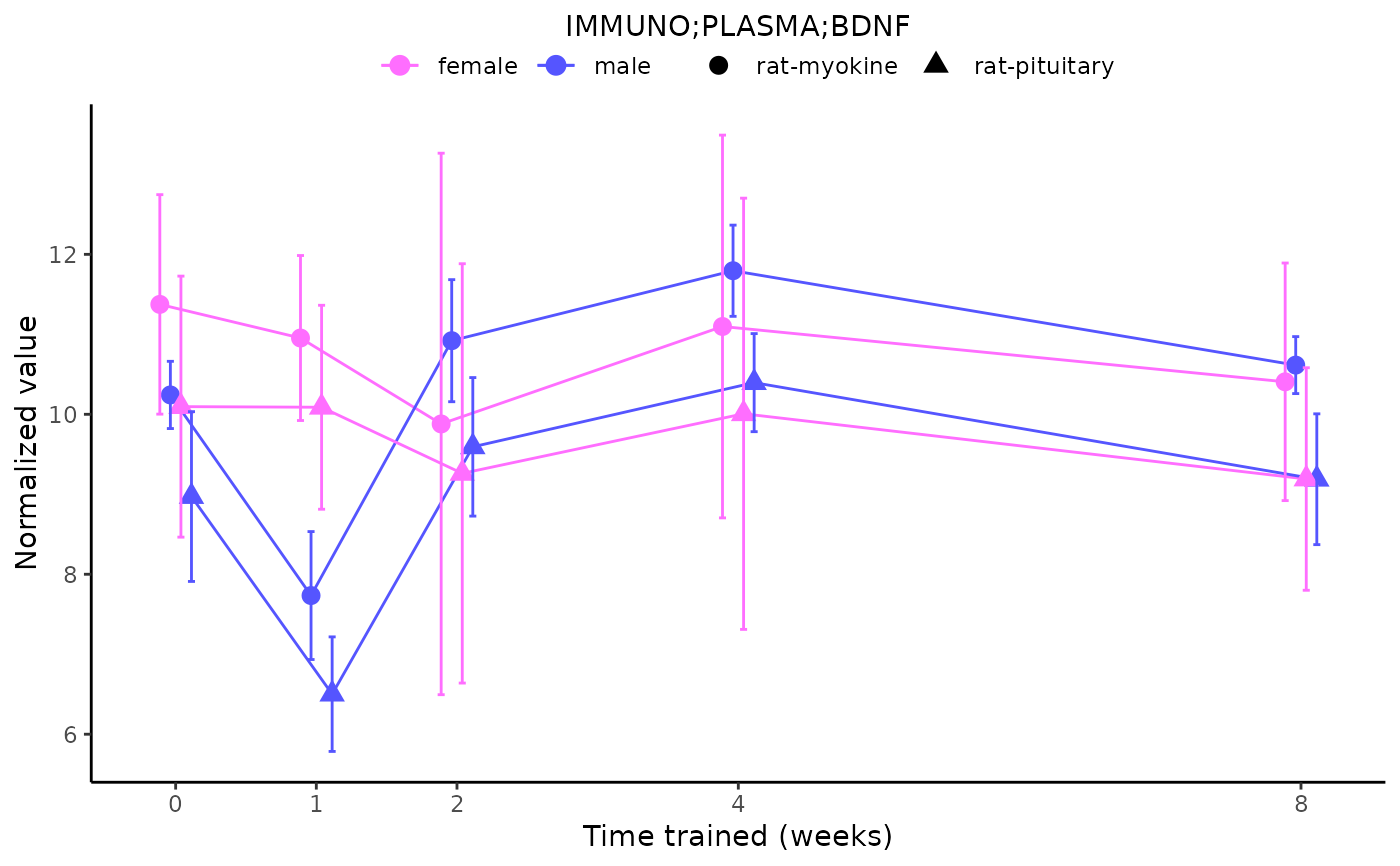 IMMUNO;PLASMA;BDNF
female male rat-myokine rat-pituitary
Normalized value
12
10
8
6
0 1 2 4 8
Time trained (weeks)